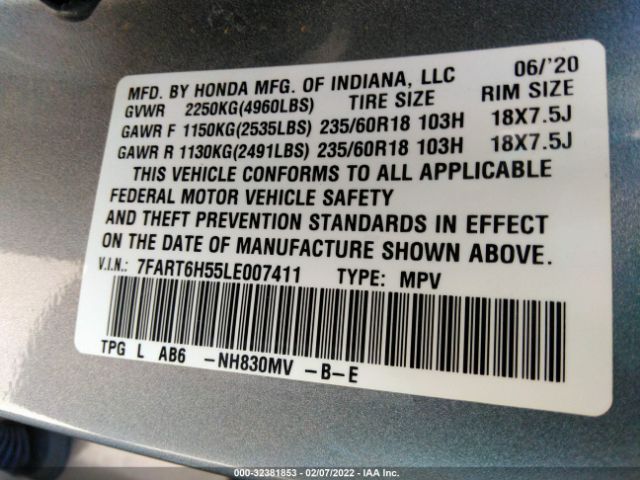 MFD. BY HONDA MFG. OF INDIANA, LLC 06/'20
GVWR 2250KG(4960LBS) TIRE SIZE RIM SIZE
GAWR F 1150KG(2535LBS) 235/60R18 103H 18X7.5J
GAWR R 1130KG(2491LBS) 235/60R18 103H 18X7.5J
THIS VEHICLE CONFORMS TO ALL APPLICABLE
FEDERAL MOTOR VEHICLE SAFETY
AND THEFT PREVENTION STANDARDS IN EFFECT
ON THE DATE OF MANUFACTURE SHOWN ABOVE.
V.I.N.: 7FART6H55LE007411 TYPE: MPV
TPG L AB6 -NH830MV -B-E
000-32381853 - 02/07/2022 - IAA Inc.